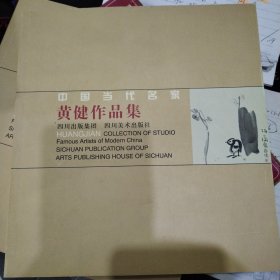 中国当代名家
黄健作品集
四川出版集团 四川美术出版社
HUANGJIAN COLLECTION OF STUDIO
Famous Artists of Modern China
SICHUAN PUBLICATION GROUP
ARTS PUBLISHING HOUSE OF SICHUAN